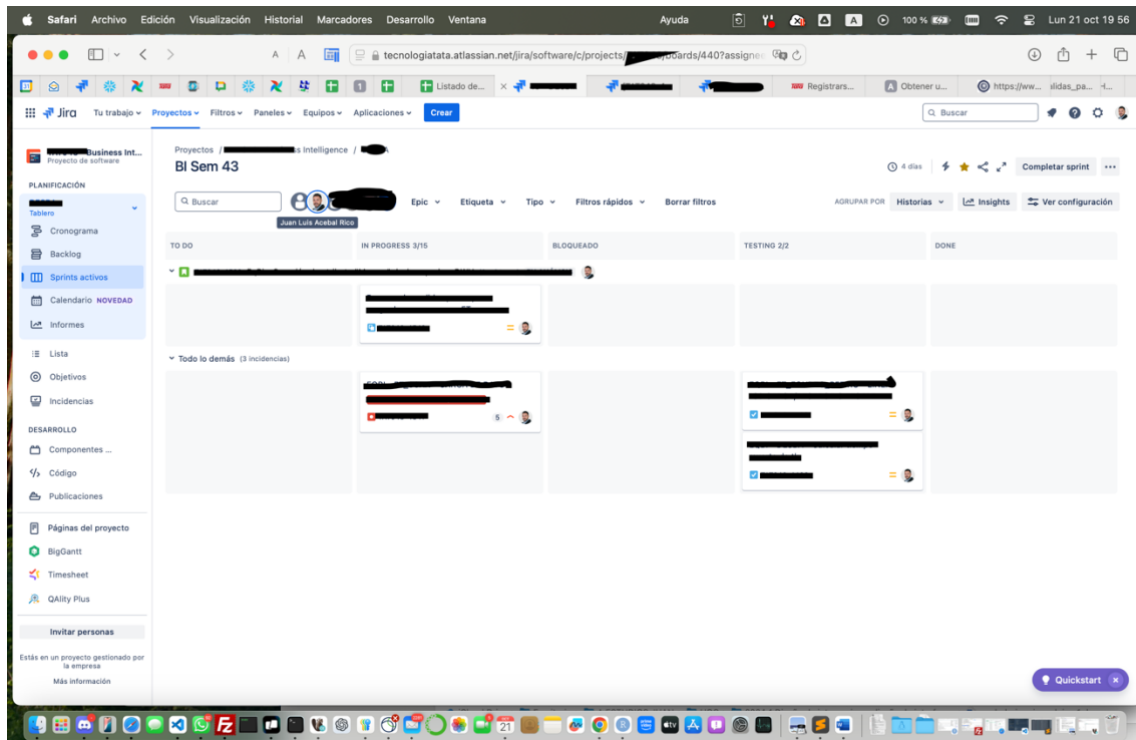 Safari Archivo Edición Visualización Historial Marcadores Desarrollo Ventana Ayuda 100 % Lun 21 oct 19 56
tecnologiatata.atlassian.net/jira/software/c/projects/ boards/440?assignee
Listado de... Registrars... Obtener u... https://ww... lidas_pa...
Jira Tu trabajo Proyectos Filtros Paneles Equipos Aplicaciones Crear Buscar
Business Int...
Proyecto de software
PLANIFICACIÓN
Tablero
Cronograma
Backlog
Sprints activos
Calendario NOVEDAD
Informes
Lista
Objetivos
Incidencias
DESARROLLO
Componentes ...
Código
Publicaciones
Páginas del proyecto
BigGantt
Timesheet
QAlity Plus
Invitar personas
Estás en un proyecto gestionado por
la empresa
Más información
Proyectos / s Intelligence /
BI Sem 43
4 días Completar sprint
Buscar Epic Etiqueta Tipo Filtros rápidos Borrar filtros AGRUPAR POR Historias Insights Ver configuración
Juan Luis Acebal Rico
TO DO IN PROGRESS 3/15 BLOQUEADO TESTING 2/2 DONE
Todo lo demás (3 incidencias)
5
Quickstart